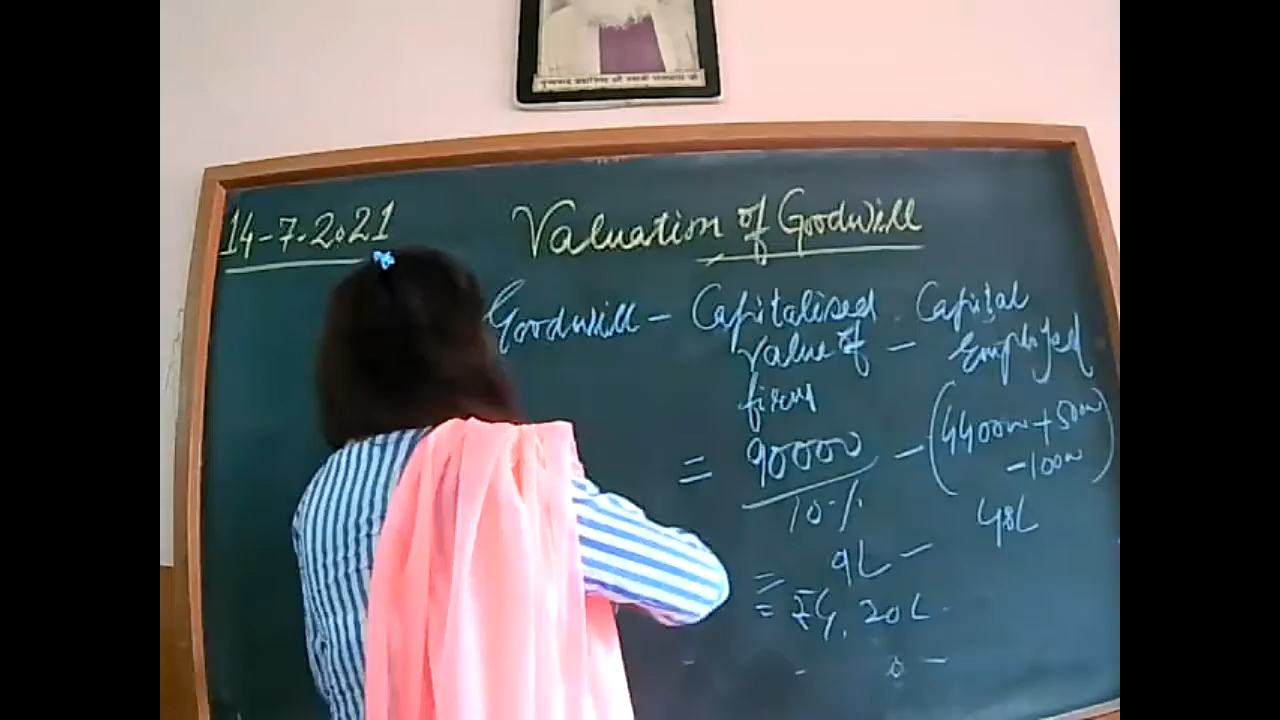 14-7-2021
Valuation of Goodwill
Goodwill - Capitalised Capital
Value of - Employed
firm
= 90000 - (44000 + 5000
10% -1000)
= 9L - 48L
= ₹4.20L